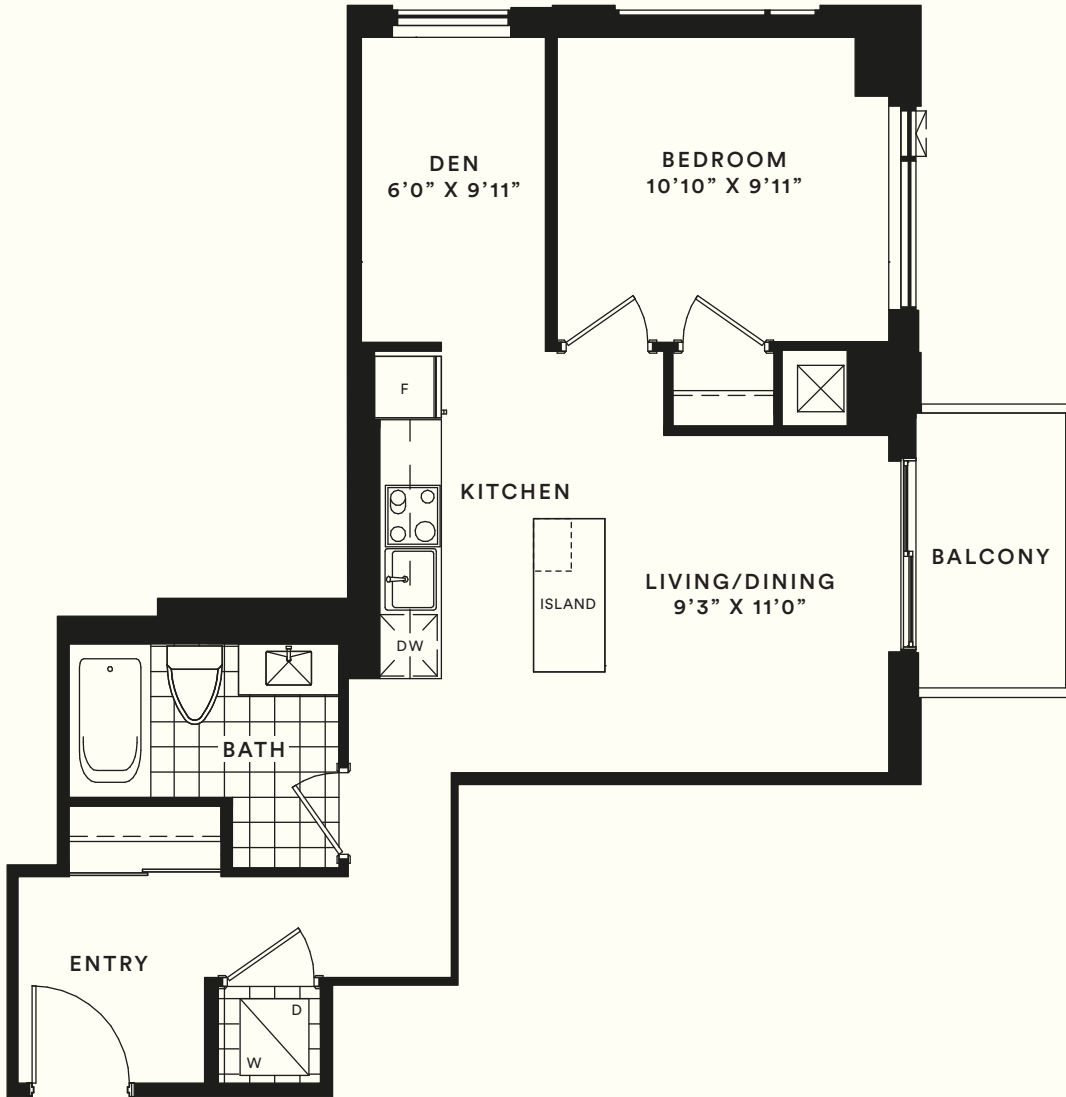 DEN
6’0” X 9’11”
BEDROOM
10’10” X 9’11”
F
KITCHEN
ISLAND
LIVING/DINING
9’3” X 11’0”
BALCONY
DW
BATH
ENTRY
D
W